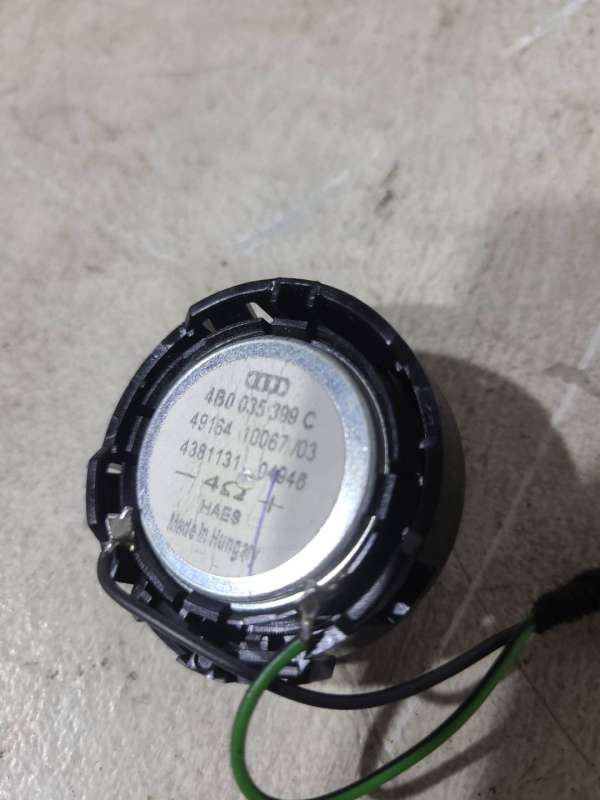 4B0 035 399 C
49164 10067/03
4381131 04946
- 4Ω +
HAES
Made in Hungary